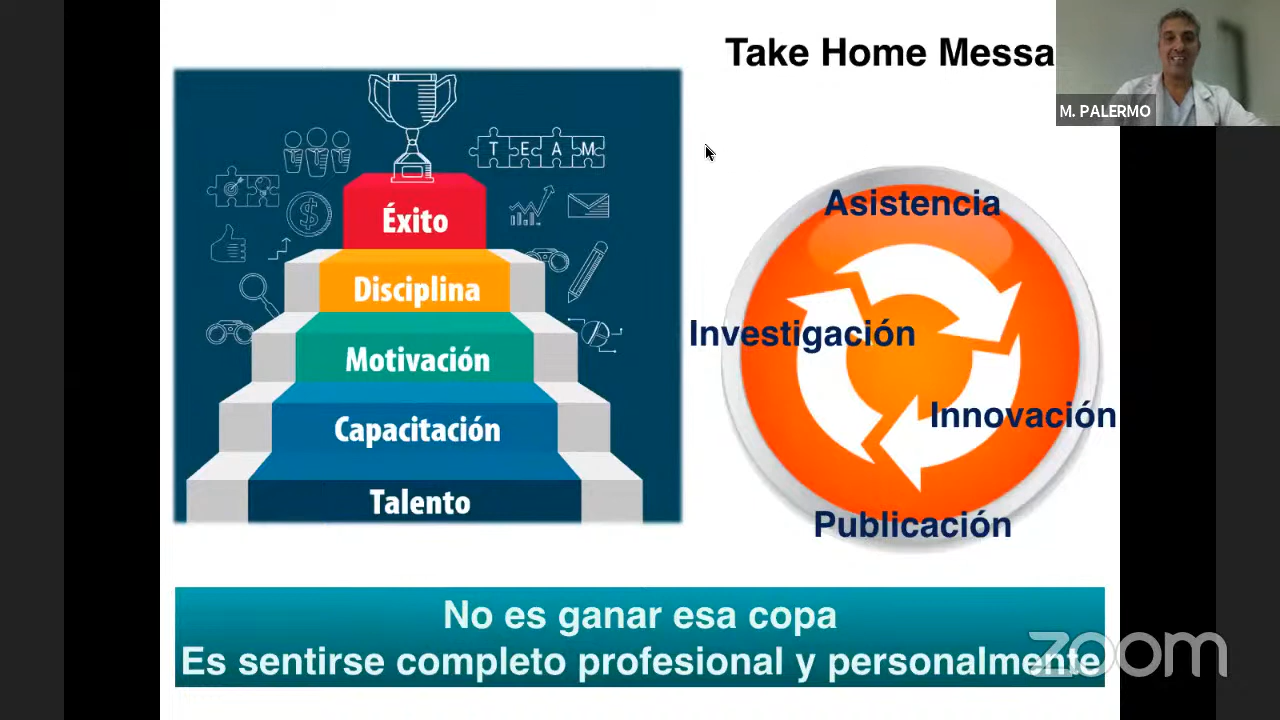 Take Home Messa
M. PALERMO
TEAM
Éxito
Disciplina
Motivación
Capacitación
Talento
Asistencia
Investigación
Innovación
Publicación
No es ganar esa copa
Es sentirse completo profesional y personalmente
zoom